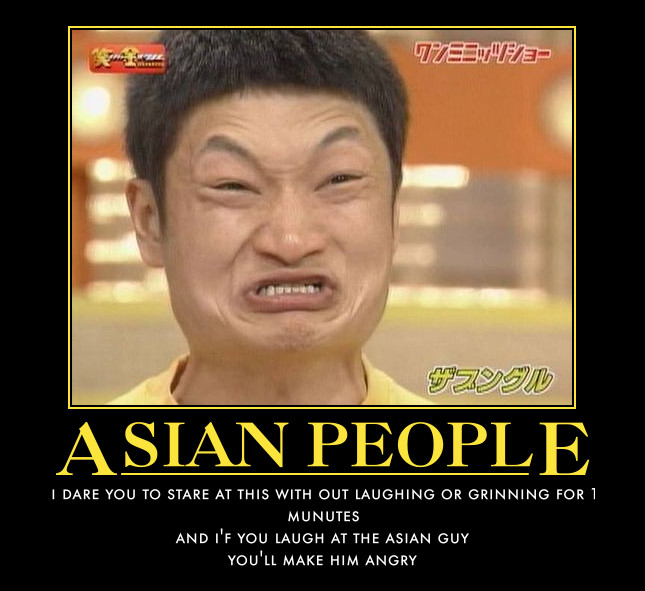 ワンミニッツショー
ザブングル
ASIAN PEOPLE
I DARE YOU TO STARE AT THIS WITH OUT LAUGHING OR GRINNING FOR 1
MUNUTES
AND I'F YOU LAUGH AT THE ASIAN GUY
YOU'LL MAKE HIM ANGRY